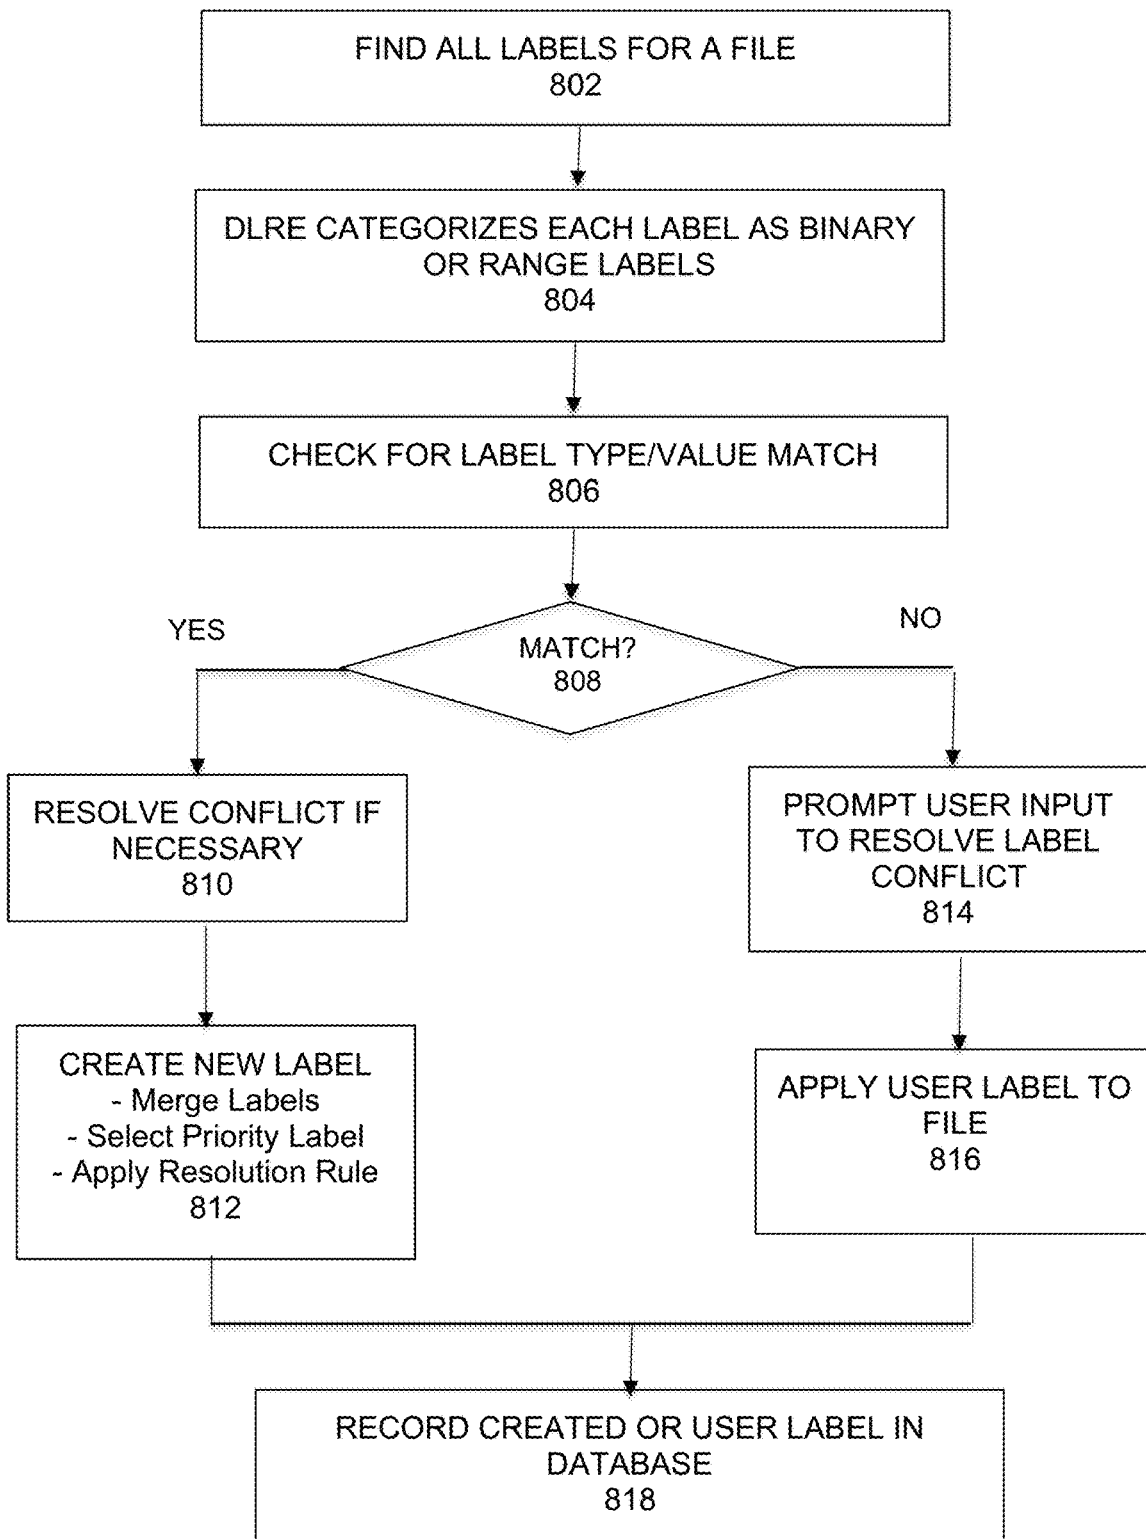 FIND ALL LABELS FOR A FILE
802
DLRE CATEGORIZES EACH LABEL AS BINARY
OR RANGE LABELS
804
CHECK FOR LABEL TYPE/VALUE MATCH
806
YES
MATCH?
808
NO
RESOLVE CONFLICT IF
NECESSARY
810
CREATE NEW LABEL
- Merge Labels
- Select Priority Label
- Apply Resolution Rule
812
PROMPT USER INPUT
TO RESOLVE LABEL
CONFLICT
814
APPLY USER LABEL TO
FILE
816
RECORD CREATED OR USER LABEL IN
DATABASE
818